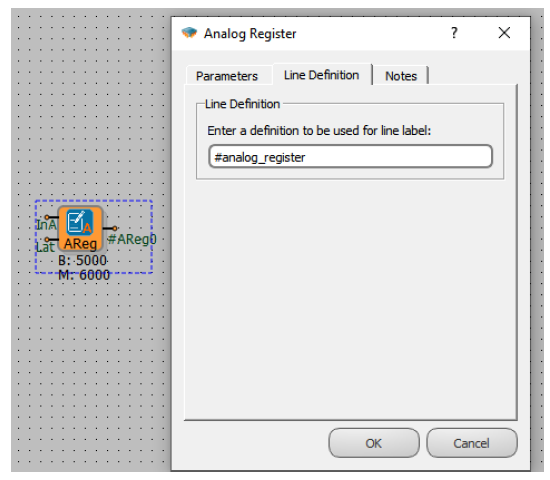 Analog Register
?
Parameters
Line Definition
Notes
Line Definition
Enter a definition to be used for line label:
#analog_register
InA
A
#AReg0
Lat
AReg
B: 5000
M: 6000
OK
Cancel